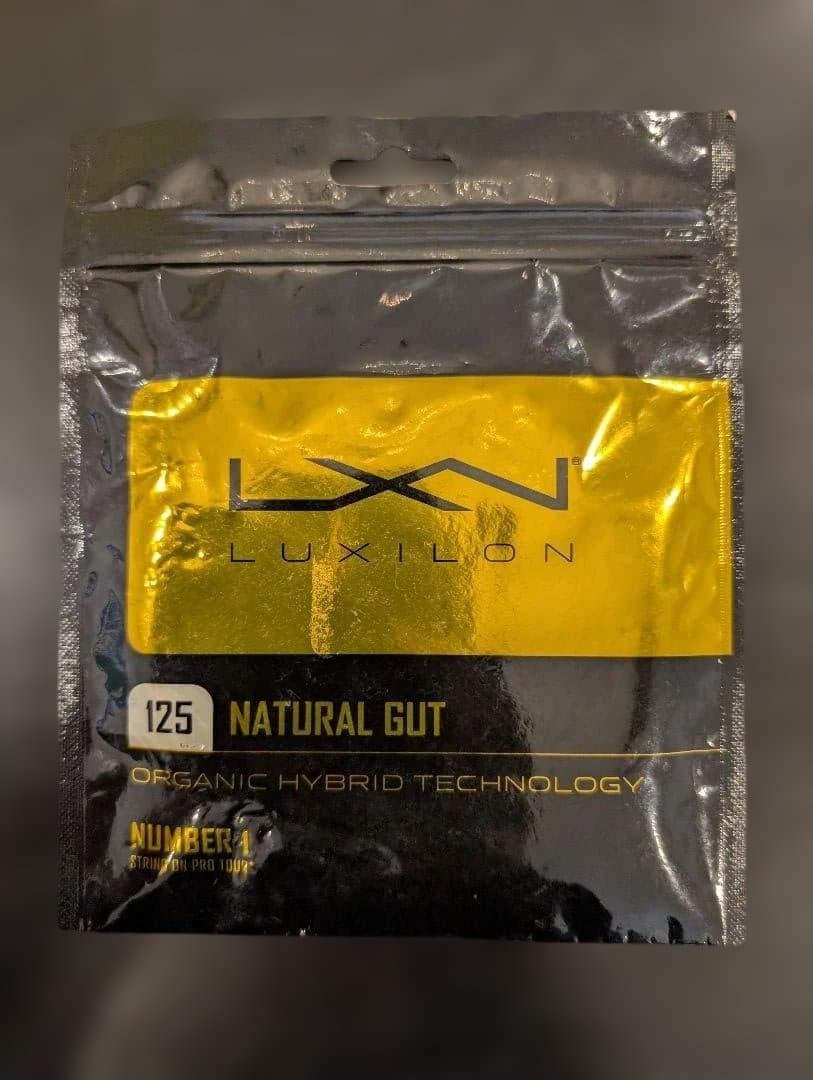 LXN®
LUXILON
125 NATURAL GUT
ORGANIC HYBRID TECHNOLOGY
NUMBER 1
STRING ON PRO TOUR*